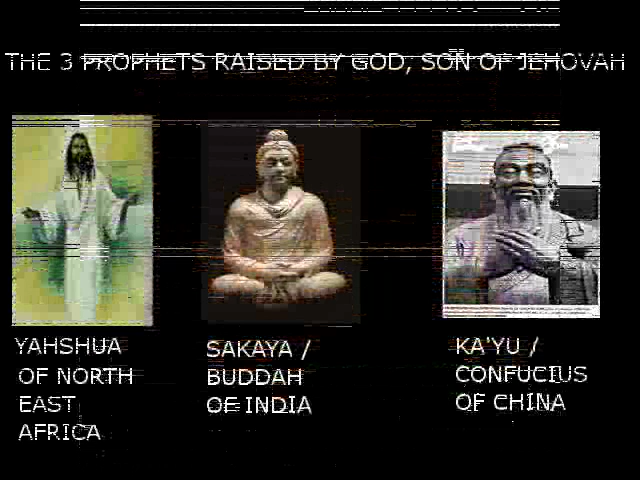 THE 3 PROPHETS RAISED BY GOD, SON OF JEHOVAH
YAHSHUA
OF NORTH
EAST
AFRICA
SAKAYA /
BUDDAH
OF INDIA
KA'YU /
CONFUCIUS
OF CHINA